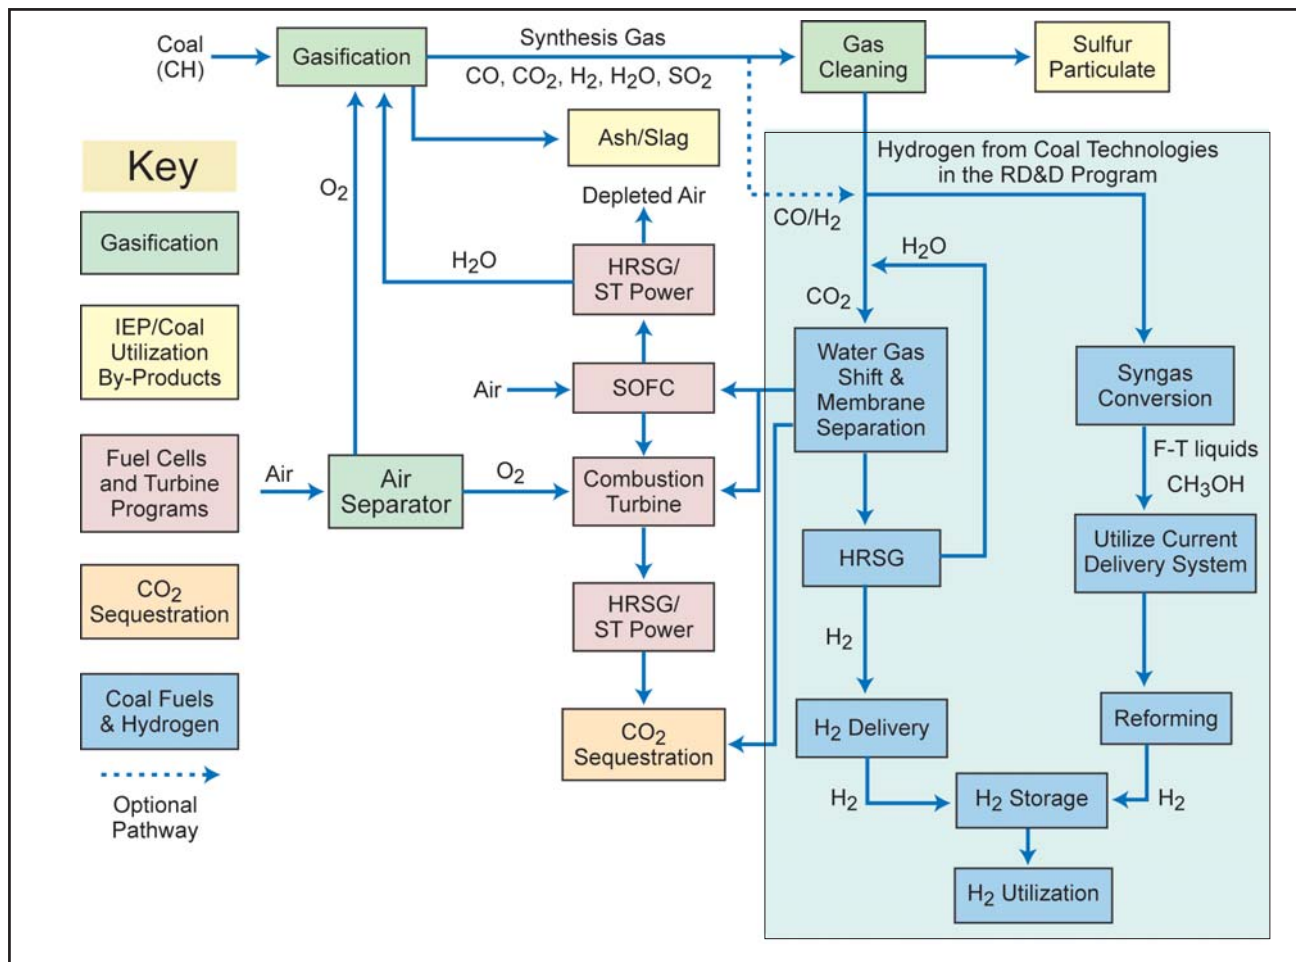 Coal
(CH)
Gasification
Synthesis Gas
CO, CO₂, H₂, H₂O, SO₂
Gas
Cleaning
Sulfur
Particulate
Ash/Slag
Key
Gasification
IEP/Coal
Utilization
By-Products
Fuel Cells
and Turbine
Programs
CO₂
Sequestration
Coal Fuels
& Hydrogen
Optional
Pathway
O₂
H₂O
Depleted Air
HRSG/
ST Power
Air
SOFC
Air
Air
Separator
O₂
Combustion
Turbine
HRSG/
ST Power
CO₂
Sequestration
Hydrogen from Coal Technologies
in the RD&D Program
CO/H₂
H₂O
CO₂
Water Gas
Shift &
Membrane
Separation
HRSG
H₂
H₂ Delivery
H₂
Syngas
Conversion
F-T liquids
CH₃OH
Utilize Current
Delivery System
Reforming
H₂
H₂ Storage
H₂ Utilization